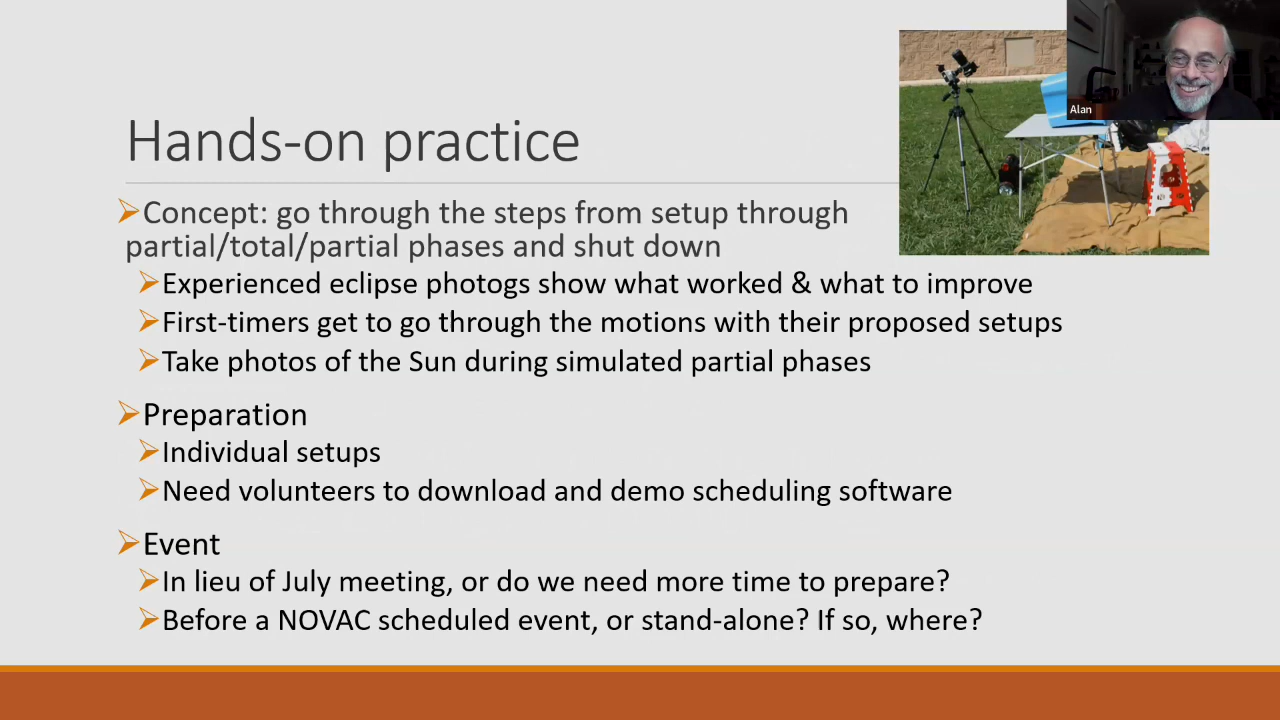 Alan
Hands-on practice
Concept: go through the steps from setup through
partial/total/partial phases and shut down
Experienced eclipse photogs show what worked & what to improve
First-timers get to go through the motions with their proposed setups
Take photos of the Sun during simulated partial phases
Preparation
Individual setups
Need volunteers to download and demo scheduling software
Event
In lieu of July meeting, or do we need more time to prepare?
Before a NOVAC scheduled event, or stand-alone? If so, where?